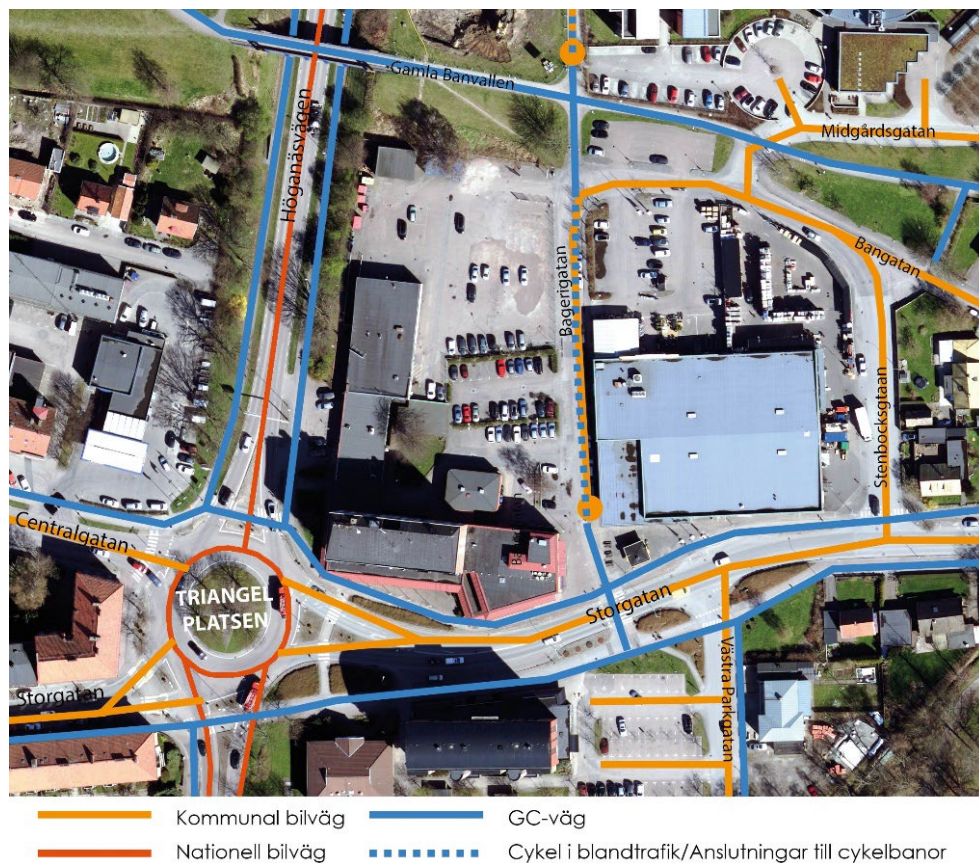 Gamla Banvallen
Midgårdsgatan
Höganäsvägen
Bagerigatan
Bangatan
Stenbocksgtaan
Centralgatan
TRIANGEL
PLATSEN
Storgatan
Storgatan
Västra Parkgatan
Kommunal bilväg
GC-väg
Nationell bilväg
Cykel i blandtrafik/Anslutningar till cykelbanor